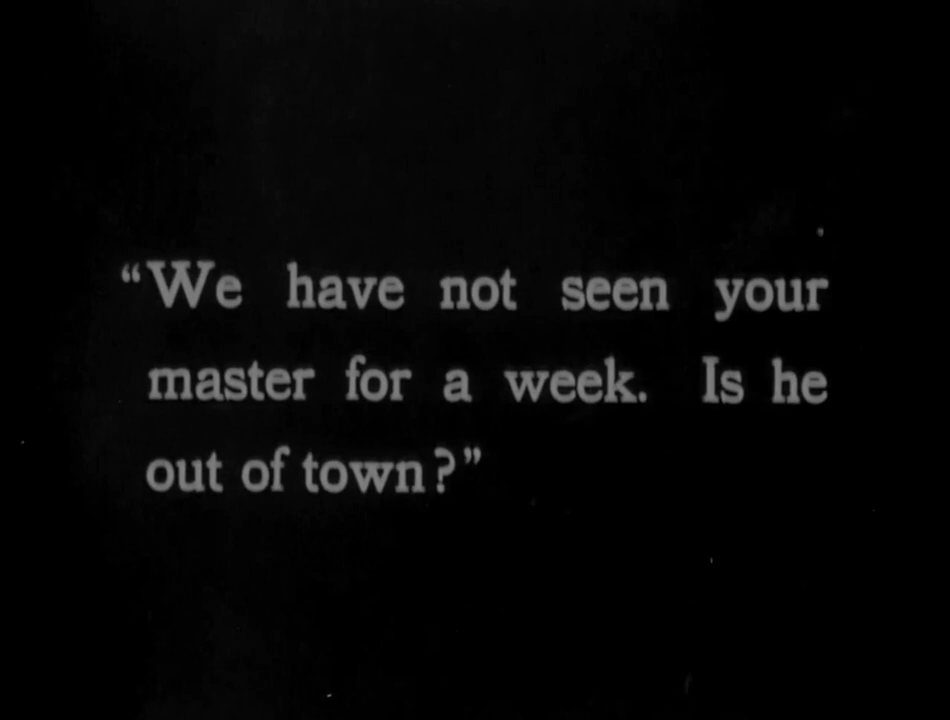 “We have not seen your
master for a week. Is he
out of town?”